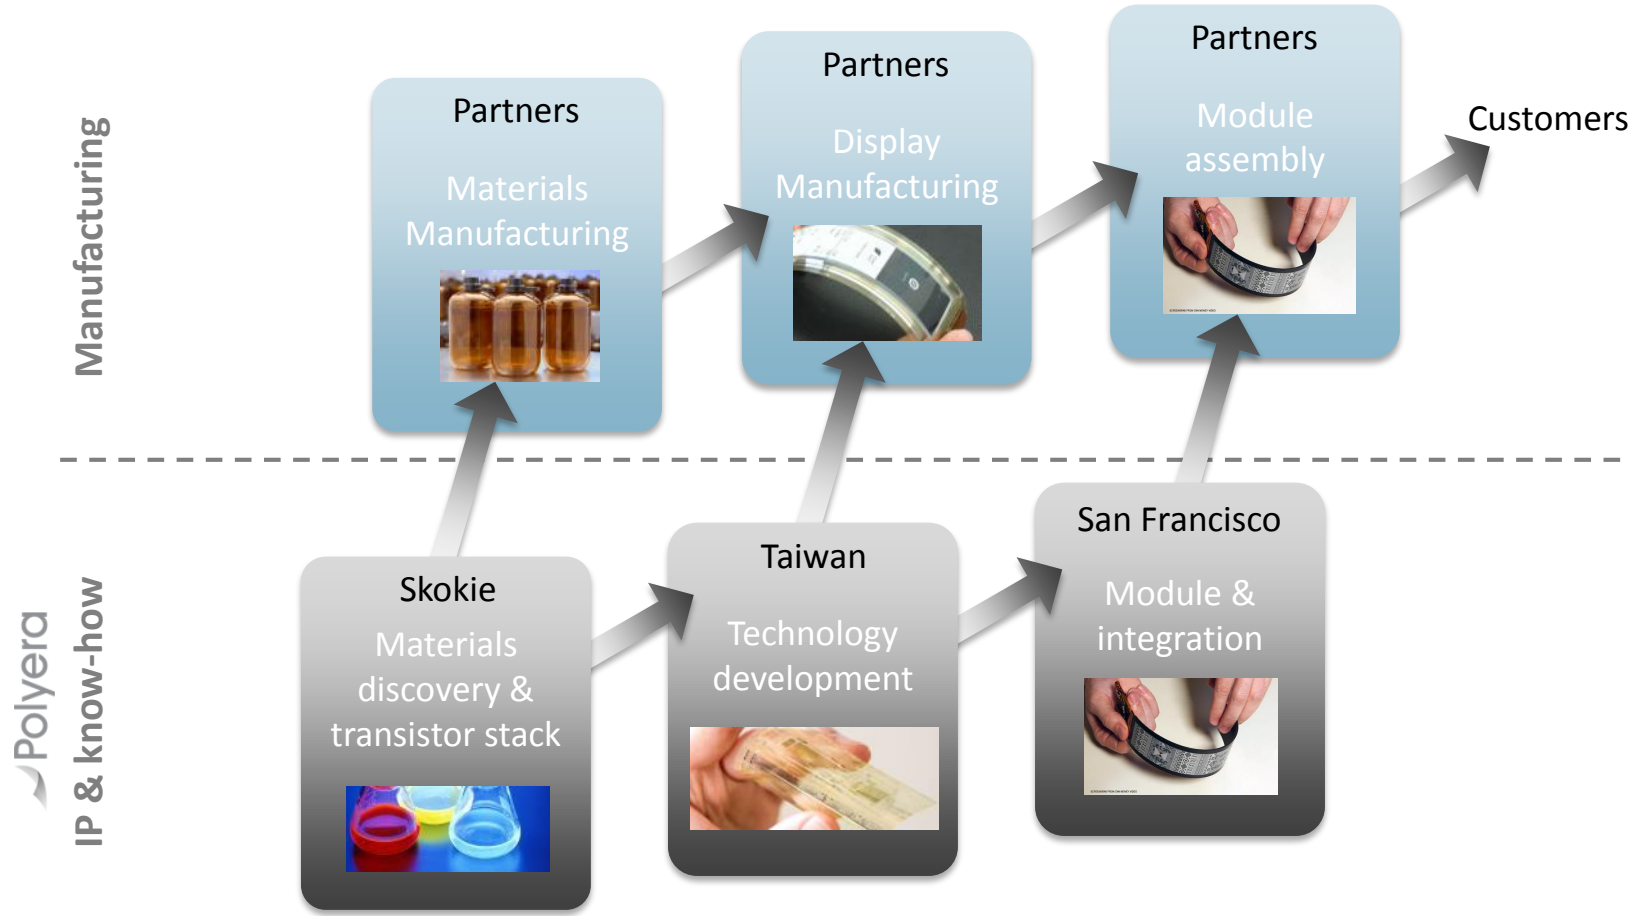 Manufacturing
Partners
Materials
Manufacturing
Partners
Display
Manufacturing
Partners
Module
assembly
Customers
Polyera
IP & know-how
Skokie
Materials
discovery &
transistor stack
Taiwan
Technology
development
San Francisco
Module &
integration